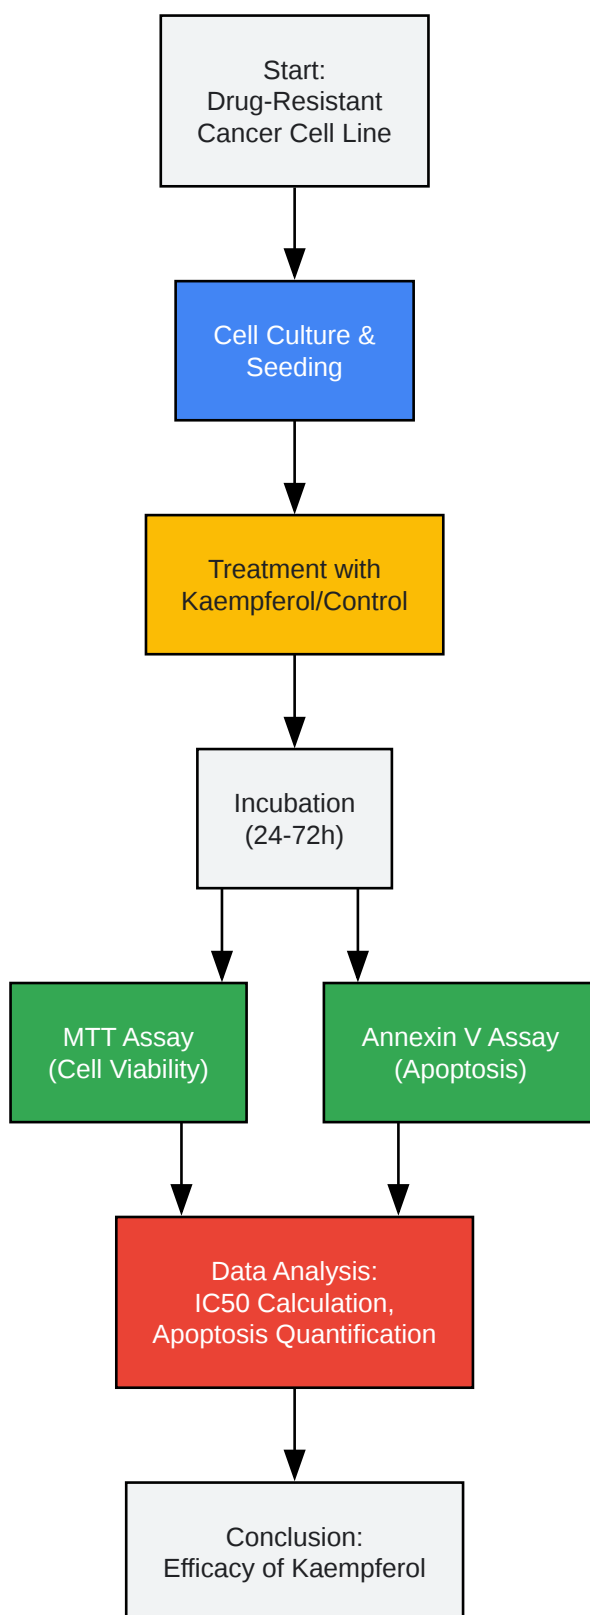 Start:
Drug-Resistant
Cancer Cell Line
Cell Culture &
Seeding
Treatment with
Kaempferol/Control
Incubation
(24-72h)
MTT Assay
(Cell Viability)
Annexin V Assay
(Apoptosis)
Data Analysis:
IC50 Calculation,
Apoptosis Quantification
Conclusion:
Efficacy of Kaempferol